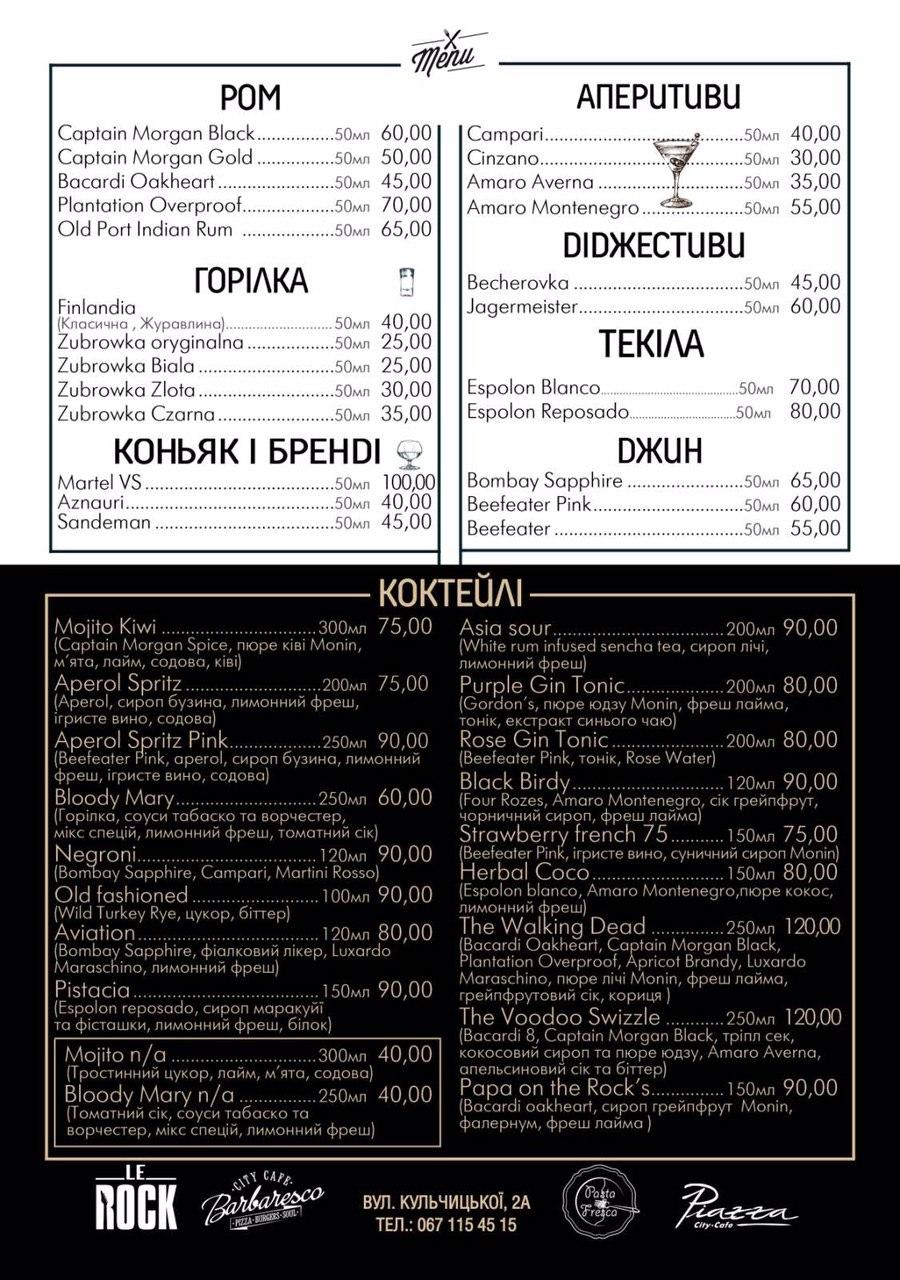 Menu
РОМ
Captain Morgan Black.................50мл 60,00
Captain Morgan Gold .................50мл 50,00
Bacardi Oakheart.........................50мл 45,00
Plantation Overproof....................50мл 70,00
Old Port Indian Rum ....................50мл 65,00
ГОРІЛКА
Finlandia
(Класична , Журавлина)..............................50мл 40,00
Zubrowka oryginalna...................50мл 25,00
Zubrowka Biala ...........................50мл 25,00
Zubrowka Zlota ...........................50мл 30,00
Zubrowka Czarna.........................50мл 35,00
КОНЬЯК І БРЕНДІ
Martel VS.....................................50мл 100,00
Aznauri.........................................50мл 40,00
Sandeman....................................50мл 45,00
АПЕРИТИВИ
Campari.......................................50мл 40,00
Cinzano........................................50мл 30,00
Amaro Averna .............................50мл 35,00
Amaro Montenegro....................50мл 55,00
DІDЖЕСТИВИ
Becherovka .................................50мл 45,00
Jagermeister................................50мл 60,00
ТЕКІЛА
Espolon Blanco...................................50мл 70,00
Espolon Reposado...........................50мл 80,00
DЖИН
Bombay Sapphire .......................50мл 65,00
Beefeater Pink..............................50мл 60,00
Beefeater .....................................50мл 55,00
КОКТЕЙЛІ
Mojito Kiwi ..................................300мл 75,00
(Captain Morgan Spice, пюре ківі Monin,
м’ята, лайм, содова, ківі)
Aperol Spritz..............................200мл 75,00
(Aperol, сироп бузина, лимонний фреш,
ігристе вино, содова)
Aperol Spritz Pink....................250мл 90,00
(Beefeater Pink, aperol, сироп бузина, лимонний
фреш, ігристе вино, содова)
Bloody Mary...............................250мл 60,00
(Горілка, соуси табаско та ворчестер,
мікс спецій, лимонний фреш, томатний сік)
Negroni.......................................120мл 90,00
(Bombay Sapphire, Campari, Martini Rosso)
Old fashioned ............................100мл 90,00
(Wild Turkey Rye, цукор, біттер)
Aviation.......................................120мл 80,00
(Bombay Sapphire, фіалковий лікер, Luxardo
Maraschino, лимонний фреш)
Pistacia........................................150мл 90,00
(Espolon reposado, сироп маракуйї
та фісташки, лимонний фреш, білок)
Mojito n/a ................................300мл 40,00
(Тростинний цукор, лайм, м’ята, содова)
Bloody Mary n/a .................250мл 40,00
(Томатний сік, соуси табаско та
ворчестер, мікс спецій, лимонний фреш)
Asia sour......................................200мл 90,00
(White rum infused sencha tea, сироп лічі,
лимонний фреш)
Purple Gin Tonic......................200мл 80,00
(Gordon’s, пюре юдзу Monin, фреш лайма,
тонік, екстракт синього чаю)
Rose Gin Tonic.........................200мл 80,00
(Beefeater Pink, тонік, Rose Water)
Black Birdy..................................120мл 90,00
(Four Rozes, Amaro Montenegro, сік грейпфрут,
чорничний сироп, фреш лайма)
Strawberry french 75...........150мл 75,00
(Beefeater Pink, ігристе вино, суничний сироп Monin)
Herbal Coco.............................150мл 80,00
(Espolon blanco, Amaro Montenegro,пюре кокос,
лимонний фреш)
The Walking Dead ................250мл 120,00
(Bacardi Oakheart, Captain Morgan Black,
Plantation Overproof, Apricot Brandy, Luxardo
Maraschino, пюре лічі Monin, фреш лайма,
грейпфрутовий сік, кориця )
The Voodoo Swizzle ............250мл 120,00
(Bacardi 8, Captain Morgan Black, тріпл сек,
кокосовий сироп та пюре юдзу, Amaro Averna,
апельсиновий сік та біттер)
Papa on the Rock’s................150мл 90,00
(Bacardi oakheart, сироп грейпфрут Monin,
фалернум, фреш лайма )
LE
ROCK
CITY CAFE
Barbaresco
PIZZA·BURGERS·SOUL
ВУЛ. КУЛЬЧИЦЬКОЇ, 2А
ТЕЛ.: 067 115 45 15
Pasta
Fresca
Piazza
City·Cafe